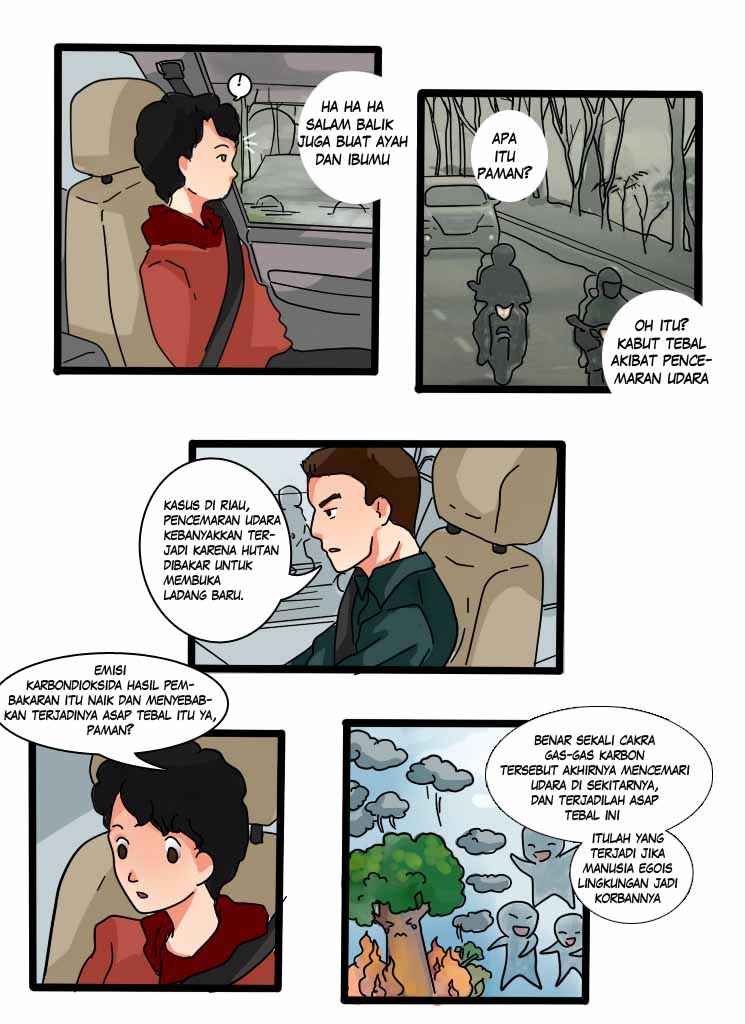 !
HA HA HA
SALAM BALIK
JUGA BUAT AYAH
DAN IBUMU
APA
ITU
PAMAN?
OH ITU?
KABUT TEBAL
AKIBAT PENCE-
MARAN UDARA
KASUS DI RIAU,
PENCEMARAN UDARA
KEBANYAKKAN TER-
JADI KARENA HUTAN
DIBAKAR UNTUK
MEMBUKA
LADANG BARU.
EMISI
KARBONDIOKSIDA HASIL PEM-
BAKARAN ITU NAIK DAN MENYEBAB-
KAN TERJADINYA ASAP TEBAL ITU YA,
PAMAN?
BENAR SEKALI CAKRA
GAS-GAS KARBON
TERSEBUT AKHIRNYA MENCEMARI
UDARA DI SEKITARNYA,
DAN TERJADILAH ASAP
TEBAL INI
ITULAH YANG
TERJADI JIKA
MANUSIA EGOIS
LINGKUNGAN JADI
KORBANNYA